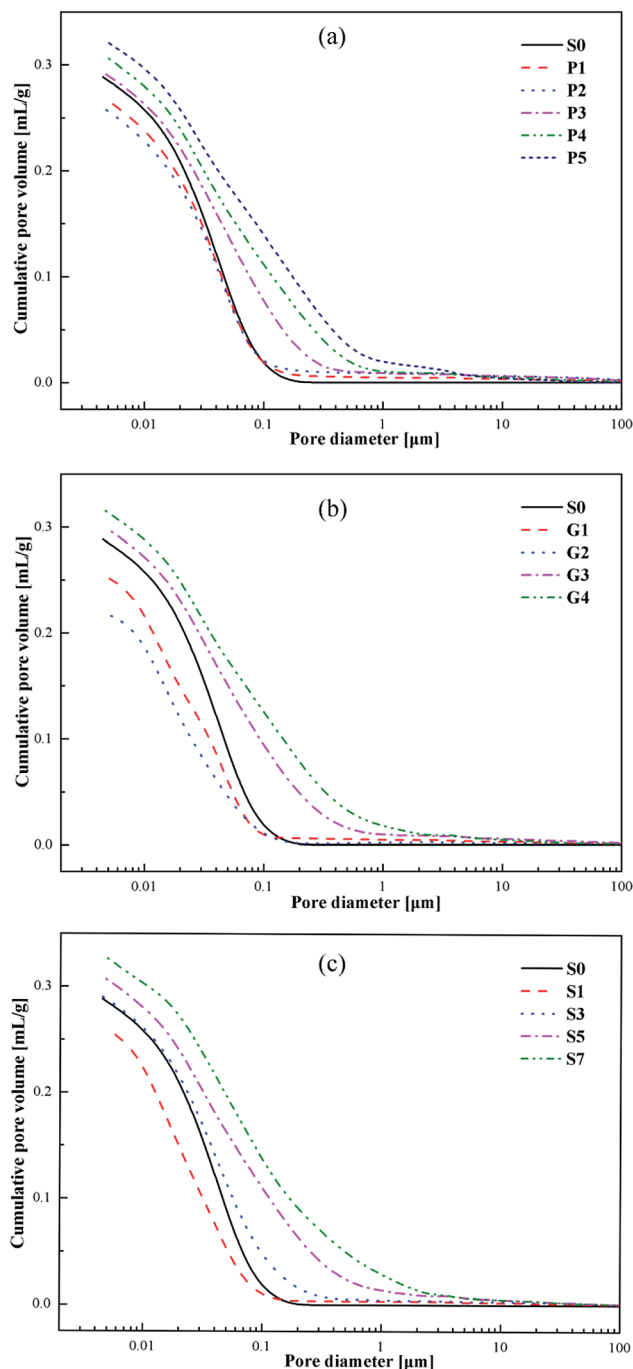 (a)
S0
P1
P2
P3
P4
P5
Cumulative pore volume [mL/g]
0.3
0.2
0.1
0.0
0.01 0.1 1 10 100
Pore diameter [μm]
(b)
S0
G1
G2
G3
G4
Cumulative pore volume [mL/g]
0.3
0.2
0.1
0.0
0.01 0.1 1 10 100
Pore diameter [μm]
(c)
S0
S1
S3
S5
S7
Cumulative pore volume [mL/g]
0.3
0.2
0.1
0.0
0.01 0.1 1 10 100
Pore diameter [μm]